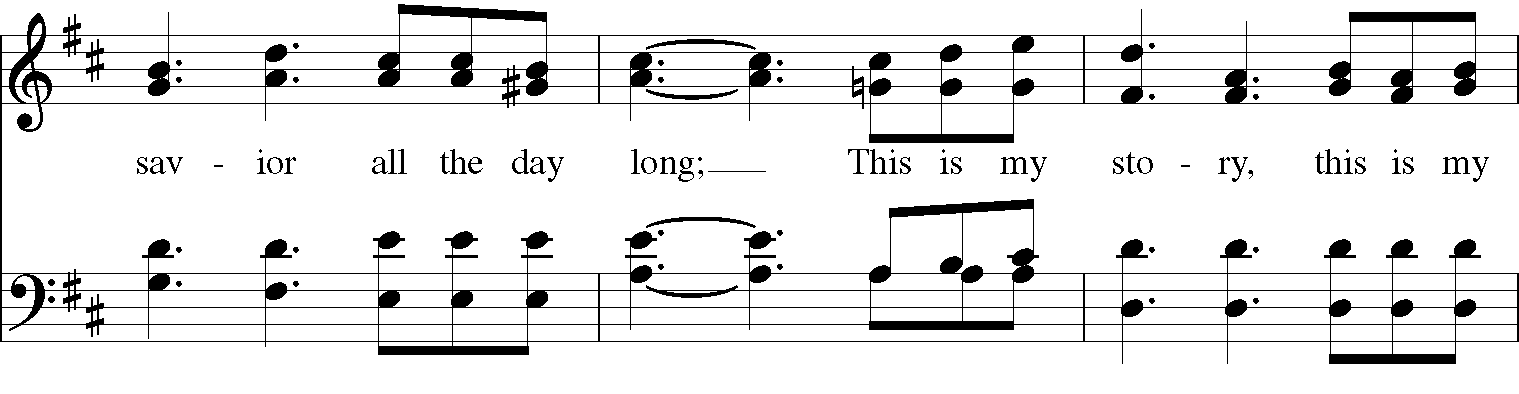 sav - ior all the day long; This is my sto - ry, this is my